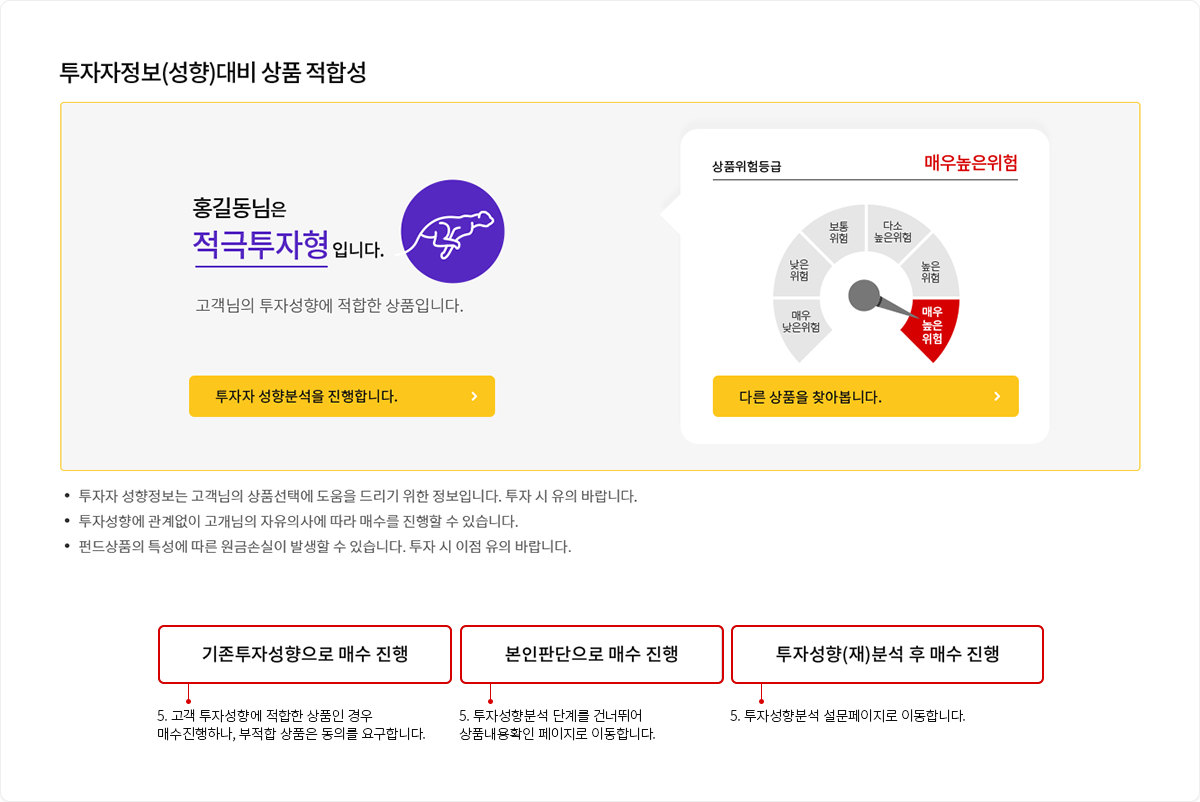 투자자정보(성향)대비 상품 적합성
홍길동님은
적극투자형입니다.
고객님의 투자성향에 적합한 상품입니다.
투자자 성향분석을 진행합니다.
상품위험등급
매우높은위험
매우
낮은위험
낮은
위험
보통
위험
다소
높은위험
높은
위험
매우
높은
위험
다른 상품을 찾아봅니다.
• 투자자 성향정보는 고객님의 상품선택에 도움을 드리기 위한 정보입니다. 투자 시 유의 바랍니다.
• 투자성향에 관계없이 고개님의 자유의사에 따라 매수를 진행할 수 있습니다.
• 펀드상품의 특성에 따른 원금손실이 발생할 수 있습니다. 투자 시 이점 유의 바랍니다.
기존투자성향으로 매수 진행
5. 고객 투자성향에 적합한 상품인 경우
매수진행하나, 부적합 상품은 동의를 요구합니다.
본인판단으로 매수 진행
5. 투자성향분석 단계를 건너뛰어
상품내용확인 페이지로 이동합니다.
투자성향(재)분석 후 매수 진행
5. 투자성향분석 설문페이지로 이동합니다.